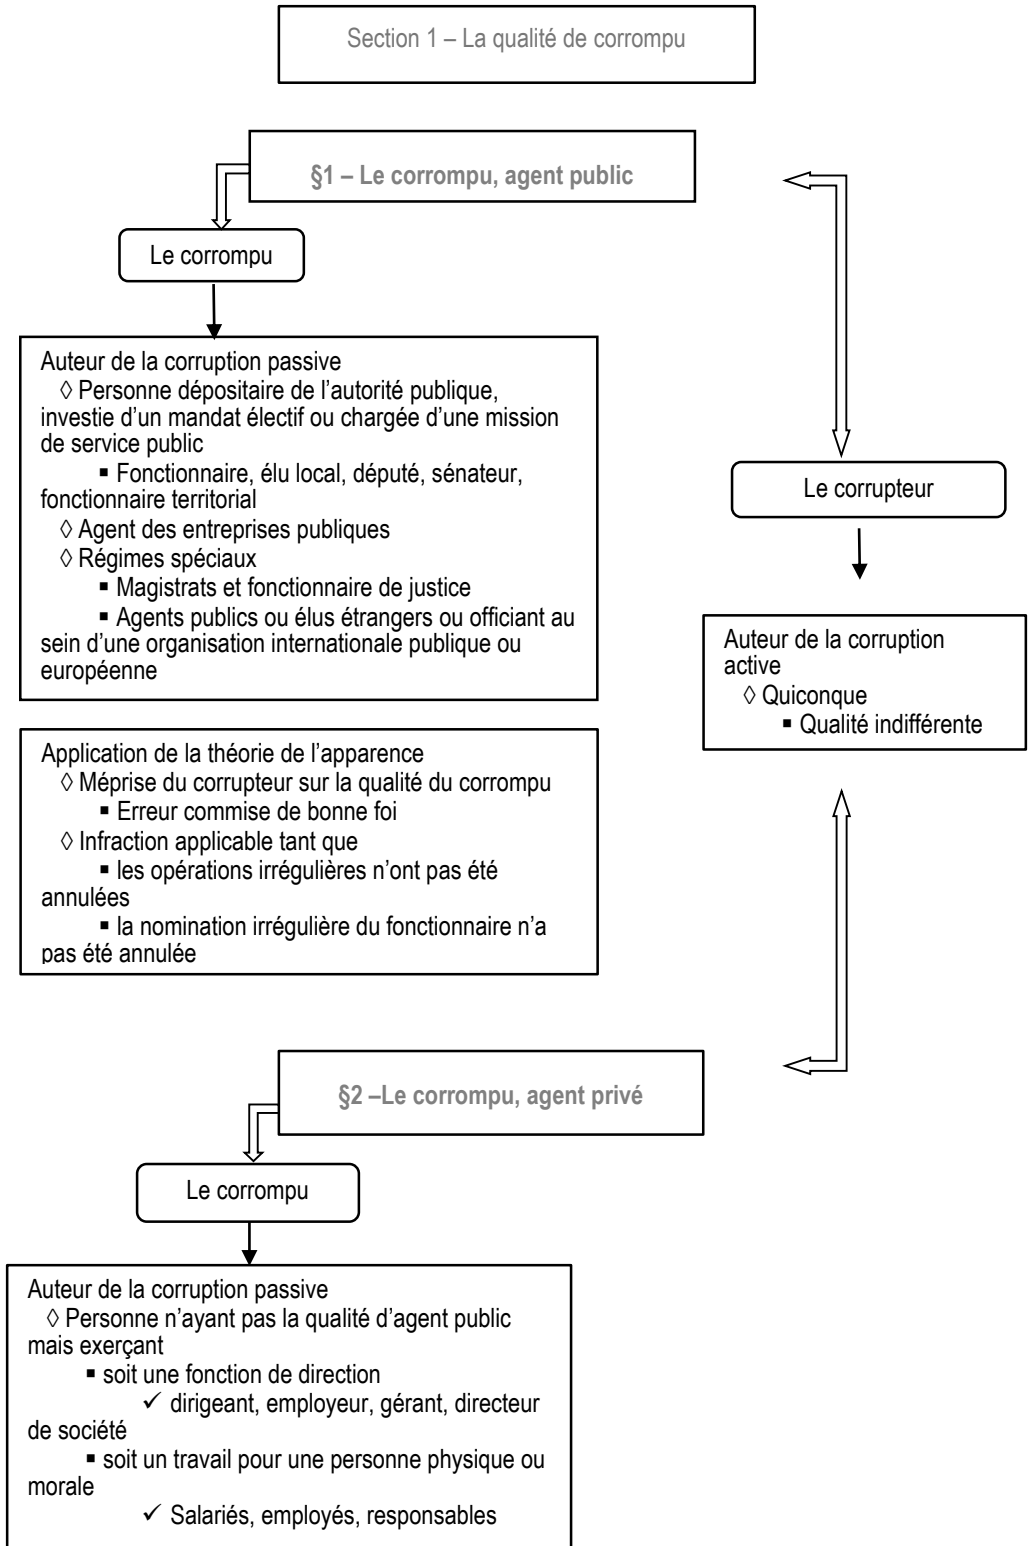 Section 1 – La qualité de corrompu
§1 – Le corrompu, agent public
Le corrompu
Auteur de la corruption passive
◊ Personne dépositaire de l’autorité publique,
investie d’un mandat électif ou chargée d’une mission
de service public
▪ Fonctionnaire, élu local, député, sénateur,
fonctionnaire territorial
◊ Agent des entreprises publiques
◊ Régimes spéciaux
▪ Magistrats et fonctionnaire de justice
▪ Agents publics ou élus étrangers ou officiant au
sein d’une organisation internationale publique ou
européenne
Le corrupteur
Auteur de la corruption
active
◊ Quiconque
▪ Qualité indifférente
Application de la théorie de l’apparence
◊ Méprise du corrupteur sur la qualité du corrompu
▪ Erreur commise de bonne foi
◊ Infraction applicable tant que
▪ les opérations irrégulières n’ont pas été
annulées
▪ la nomination irrégulière du fonctionnaire n’a
pas été annulée
§2 –Le corrompu, agent privé
Le corrompu
Auteur de la corruption passive
◊ Personne n’ayant pas la qualité d’agent public
mais exerçant
▪ soit une fonction de direction
✓ dirigeant, employeur, gérant, directeur
de société
▪ soit un travail pour une personne physique ou
morale
✓ Salariés, employés, responsables